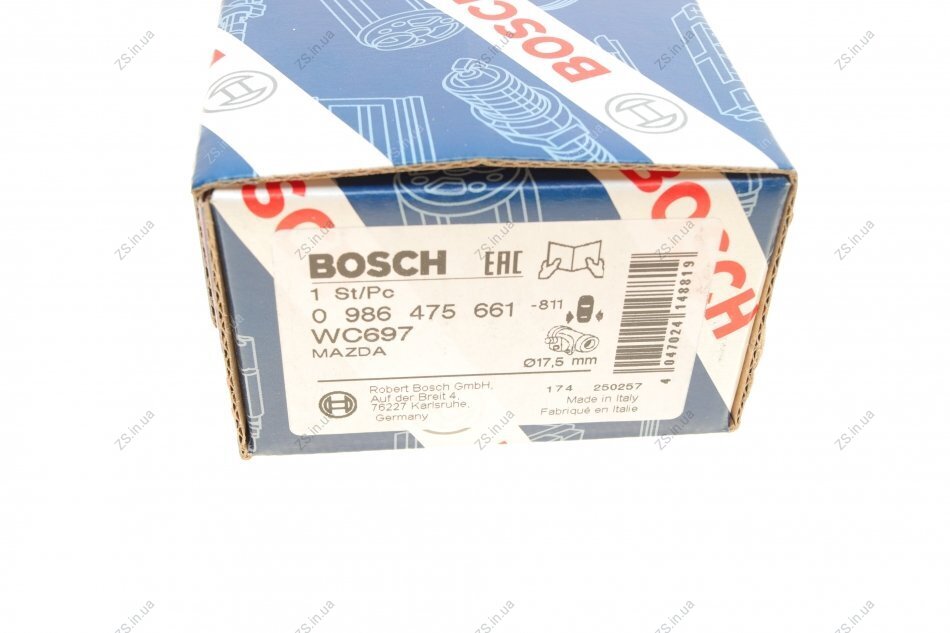 BOSCH
BOSCH
BOSCH EAC
1 St/Pc
0 986 475 661 -811
WC697
MAZDA
Ø17,5 mm
174 250257
Robert Bosch GmbH,
Auf der Breit 4,
76227 Karlsruhe,
Germany
Made in Italy
Fabriqué en Italie
4 047024 148819
SC
SCH
ZS.in.ua